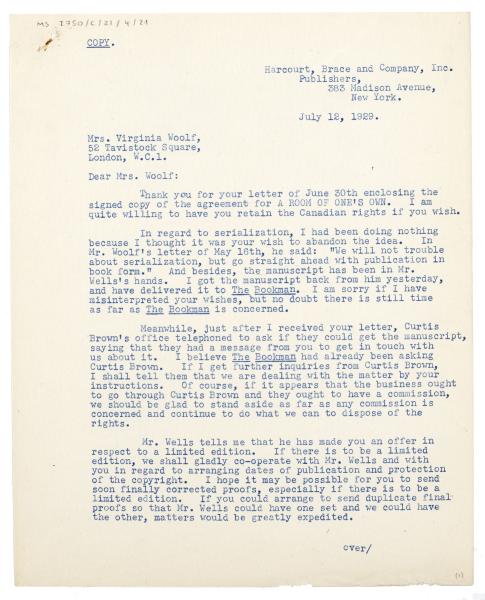 MS 2750/C/21/4/21
COPY.
Harcourt, Brace and Company, Inc.
Publishers,
383 Madison Avenue,
New York.
July 12, 1929.
Mrs. Virginia Woolf,
52 Tavistock Square,
London, W.C.1.
Dear Mrs. Woolf:
Thank you for your letter of June 30th enclosing the
signed copy of the agreement for A ROOM OF ONE'S OWN. I am
quite willing to have you retain the Canadian rights if you wish.
In regard to serialization, I had been doing nothing
because I thought it was your wish to abandon the idea. In
Mr. Woolf's letter of May 16th, he said: "We will not trouble
about serialization, but go straight ahead with publication in
book form." And besides, the manuscript has been in Mr.
Wells's hands. I got the manuscript back from him yesterday,
and have delivered it to The Bookman. I am sorry if I have
misinterpreted your wishes, but no doubt there is still time
as far as The Bookman is concerned.
Meanwhile, just after I received your letter, Curtis
Brown's office telephoned to ask if they could get the manuscript,
saying that they had a message from you to get in touch with
us about it. I believe The Bookman had already been asking
Curtis Brown. If I get further inquiries from Curtis Brown,
I shall tell them that we are dealing with the matter by your
instructions. Of course, if it appears that the business ought
to go through Curtis Brown and they ought to have a commission,
we should be glad to stand aside as far as any commission is
concerned and continue to do what we can to dispose of the
rights.
Mr. Wells tells me that he has made you an offer in
respect to a limited edition. If there is to be a limited
edition, we shall gladly co-operate with Mr. Wells and with
you in regard to arranging dates of publication and protection
of the copyright. I hope it may be possible for you to send
soon finally corrected proofs, especially if there is to be a
limited edition. If you could arrange to send duplicate final
proofs so that Mr. Wells could have one set and we could have
the other, matters would be greatly expedited.
over/
(1)